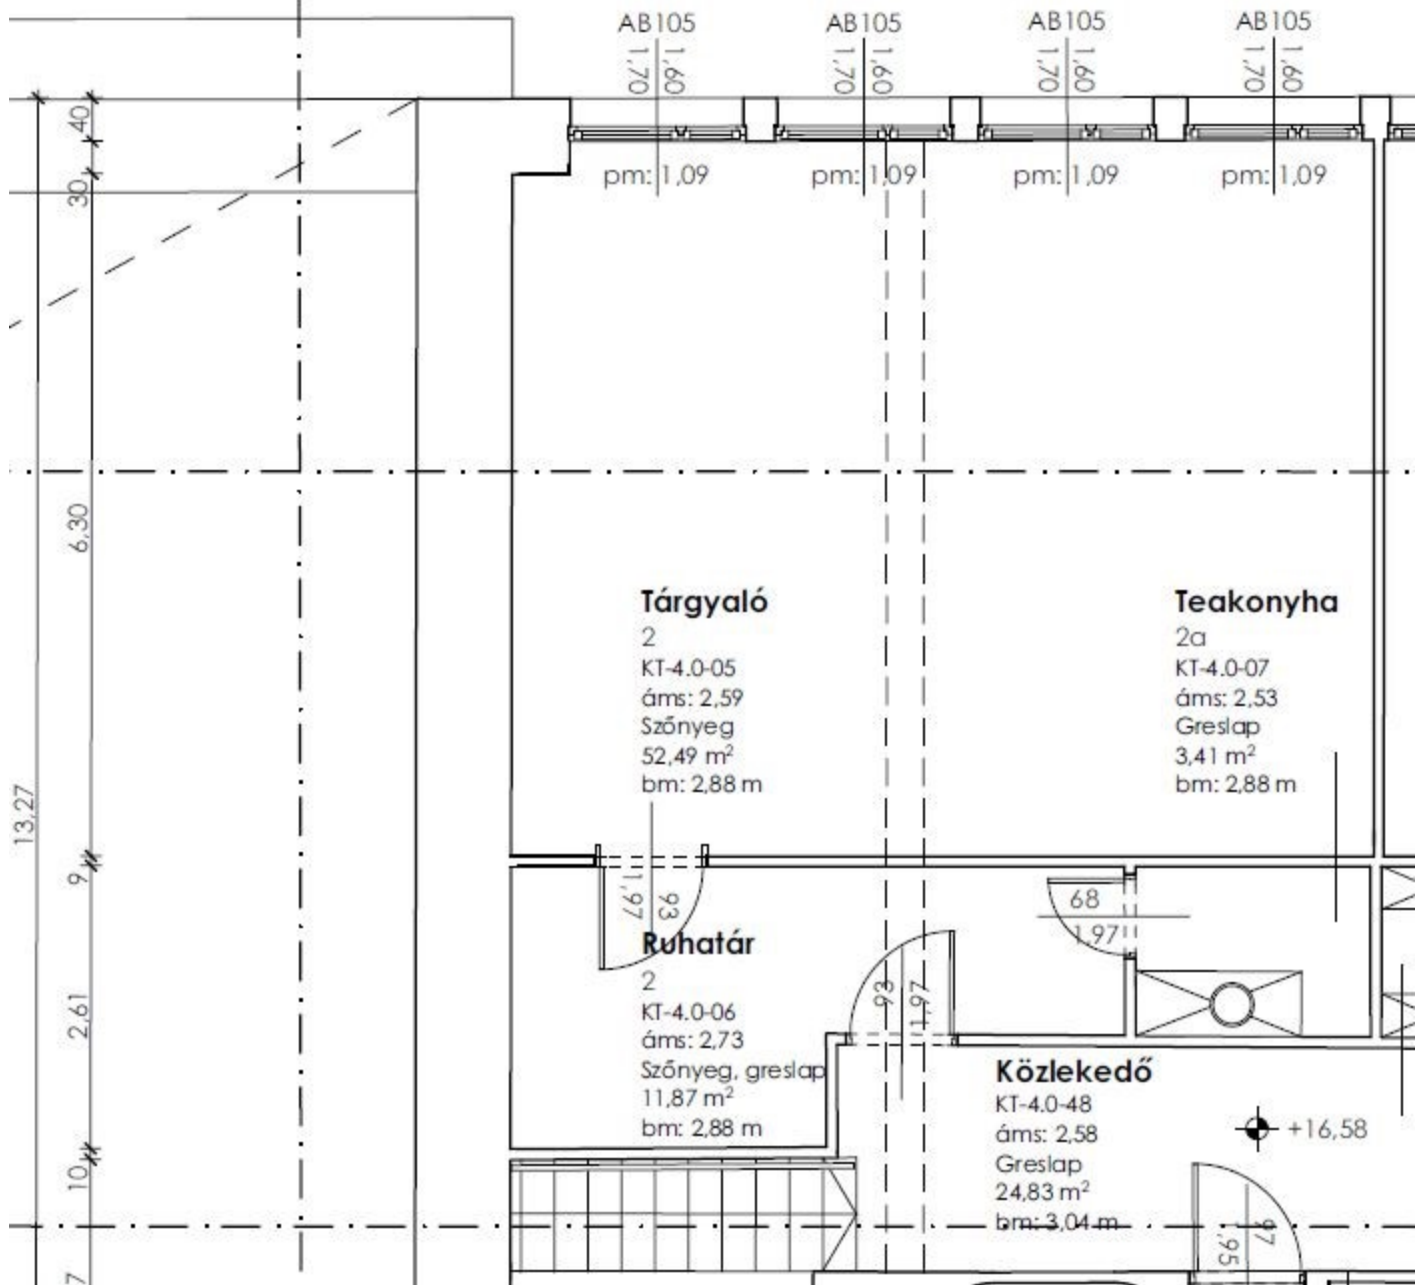 AB105
1,60
1,70
AB105
1,60
1,70
AB105
1,60
1,70
AB105
1,60
1,70
pm: 1,09
pm: 1,09
pm: 1,09
pm: 1,09
40
30
6,30
13,27
9
2,61
10
Tárgyaló
2
KT-4.0-05
áms: 2,59
Szőnyeg
52,49 m²
bm: 2,88 m
Teakonyha
2a
KT-4.0-07
áms: 2,53
Greslap
3,41 m²
bm: 2,88 m
93
1,97
68
1,97
93
1,97
Ruhatár
2
KT-4.0-06
áms: 2,73
Szőnyeg, greslap
11,87 m²
bm: 2,88 m
Közlekedő
KT-4.0-48
áms: 2,58
Greslap
24,83 m²
bm: 3,04 m
+16,58
97
1,95
7